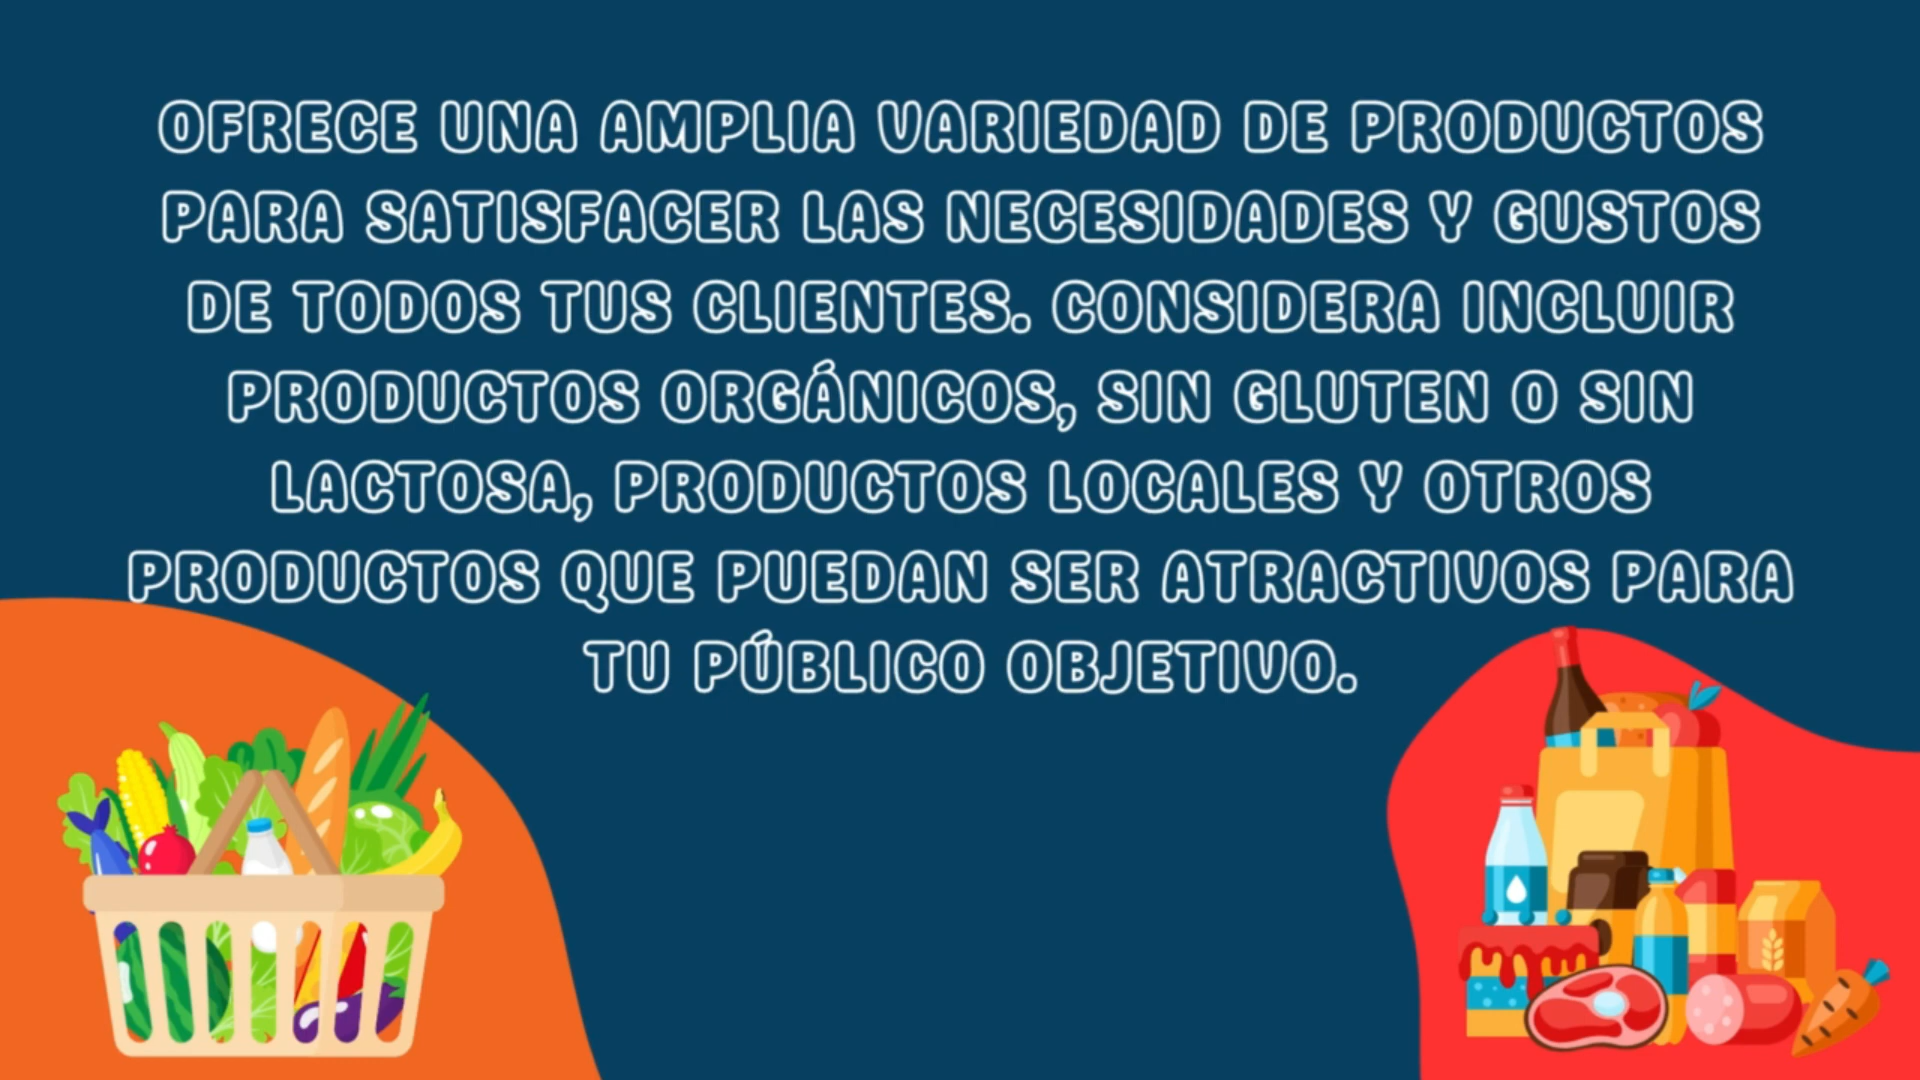 OFRECE UNA AMPLIA VARIEDAD DE PRODUCTOS
PARA SATISFACER LAS NECESIDADES Y GUSTOS
DE TODOS TUS CLIENTES. CONSIDERA INCLUIR
PRODUCTOS ORGÁNICOS, SIN GLUTEN O SIN
LACTOSA, PRODUCTOS LOCALES Y OTROS
PRODUCTOS QUE PUEDAN SER ATRACTIVOS PARA
TU PÚBLICO OBJETIVO.